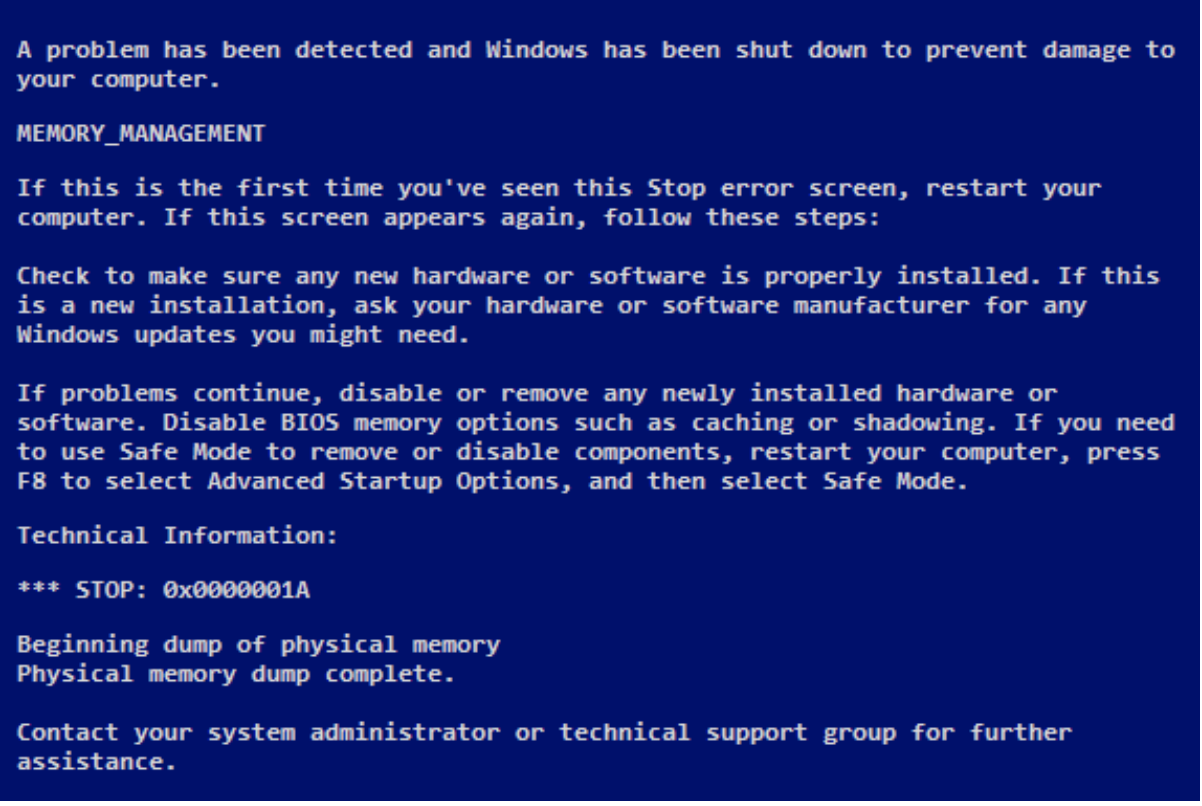 A problem has been detected and Windows has been shut down to prevent damage to
your computer.
MEMORY_MANAGEMENT
If this is the first time you've seen this Stop error screen, restart your
computer. If this screen appears again, follow these steps:
Check to make sure any new hardware or software is properly installed. If this
is a new installation, ask your hardware or software manufacturer for any
Windows updates you might need.
If problems continue, disable or remove any newly installed hardware or
software. Disable BIOS memory options such as caching or shadowing. If you need
to use Safe Mode to remove or disable components, restart your computer, press
F8 to select Advanced Startup Options, and then select Safe Mode.
Technical Information:
*** STOP: 0x0000001A
Beginning dump of physical memory
Physical memory dump complete.
Contact your system administrator or technical support group for further
assistance.